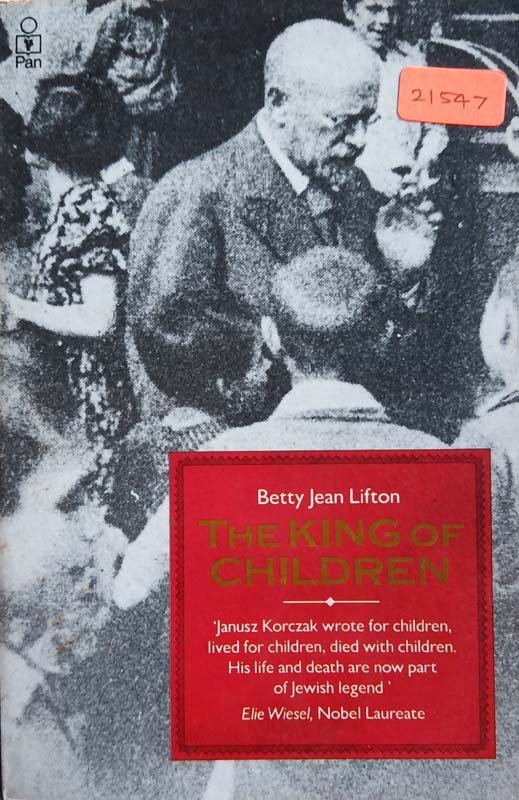 Pan
21547
Betty Jean Lifton
THE KING OF
CHILDREN
‘Janusz Korczak wrote for children,
lived for children, died with children.
His life and death are now part
of Jewish legend’
Elie Wiesel, Nobel Laureate